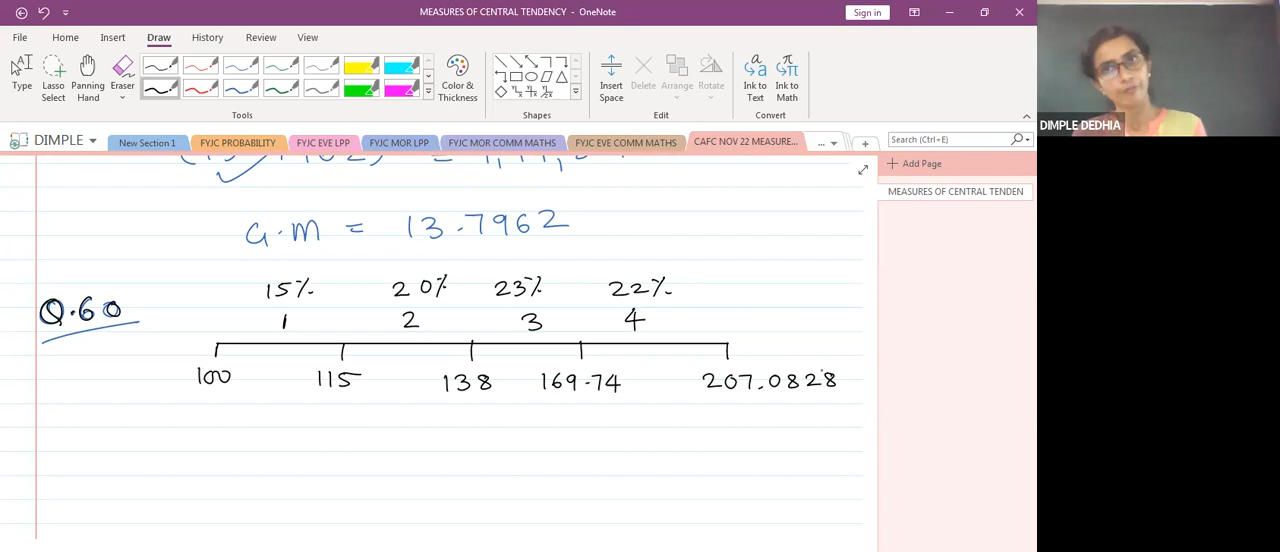 MEASURES OF CENTRAL TENDENCY - OneNote
Sign in
File Home Insert Draw History Review View
Type
Lasso Select
Panning Hand
Eraser
Color & Thickness
Insert Space
Delete
Arrange
Rotate
Ink to Text
Ink to Math
Tools
Shapes
Edit
Convert
DIMPLE
New Section 1
FYJC PROBABILITY
FYJC EVE LPP
FYJC MOR LPP
FYJC MOR COMM MATHS
FYJC EVE COMM MATHS
CAFC NOV 22 MEASURE...
...
Search (Ctrl+E)
Add Page
MEASURES OF CENTRAL TENDEN
DIMPLE DEDHIA
G.M = 13.7962
15% 20% 23% 22%
Q.60 1 2 3 4
100 115 138 169.74 207.0828